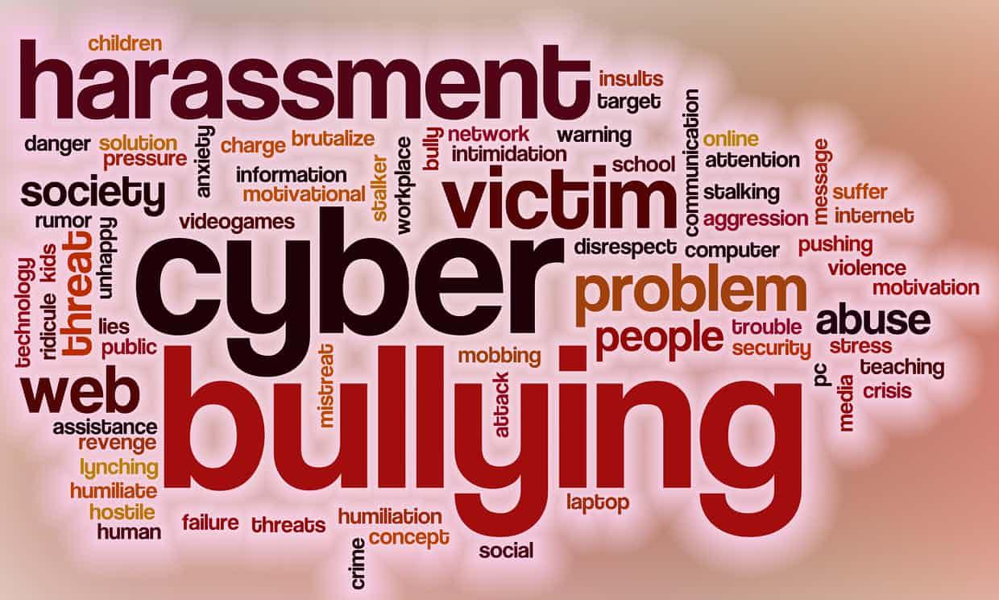 children
harassment
insults
target
danger
solution
pressure
anxiety
charge
brutalize
bully
network
intimidation
warning
communication
online
attention
society
information
motivational
stalker
workplace
school
victim
stalking
message
suffer
internet
aggression
rumor
unhappy
videogames
cyber
disrespect
computer
pushing
violence
motivation
technology
kids
ridicule
threat
lies
public
problem
people
trouble
security
abuse
stress
teaching
crisis
pc
media
web
mistreat
mobbing
attack
bullying
assistance
revenge
lynching
humiliate
hostile
human
failure
threats
humiliation
concept
crime
social
laptop